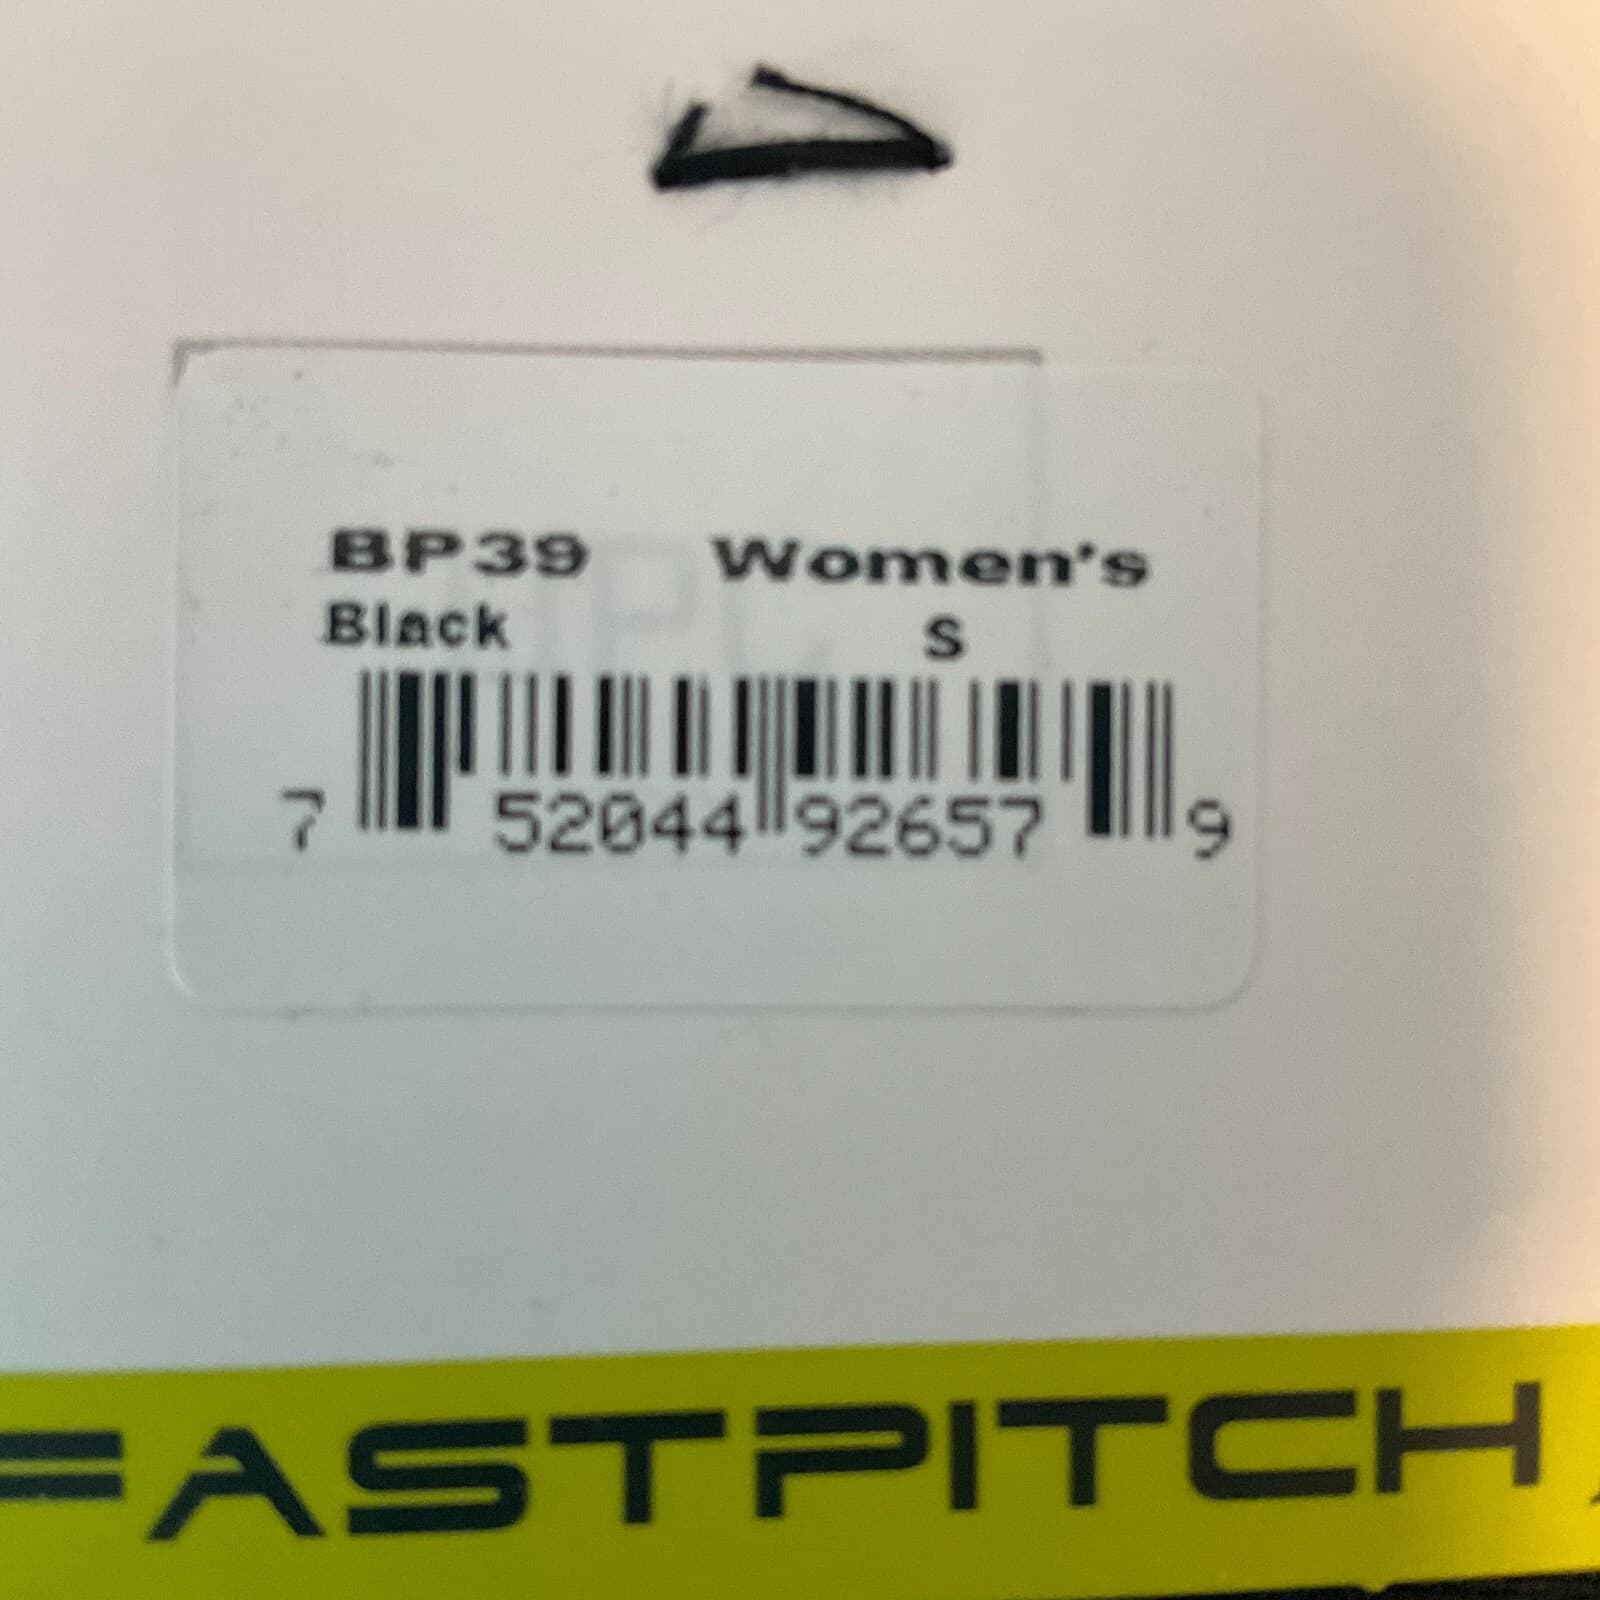 BP39 Women's
Black S
7 52044 92657 9
FASTPITCH